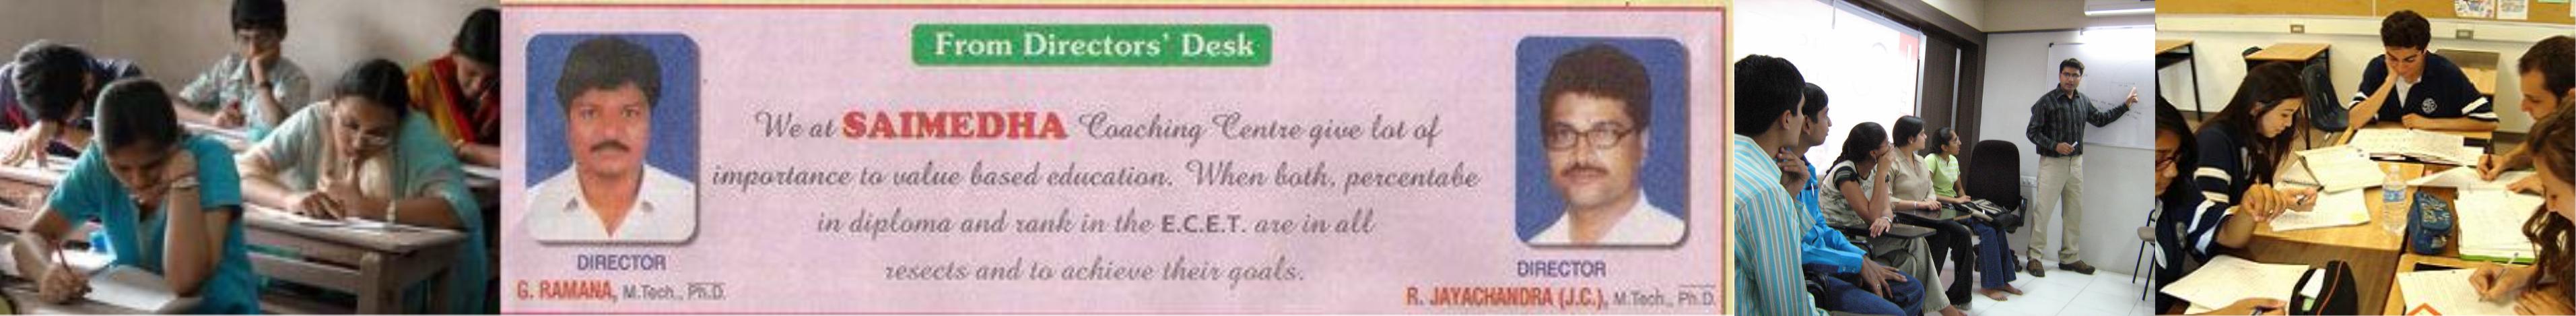 From Directors' Desk
We at SAIMEDHA Coaching Centre give lot of
importance to value based education. When both, percentabe
in diploma and rank in the E.C.E.T. are in all
resects and to achieve their goals.
DIRECTOR
G. RAMANA, M.Tech., Ph.D.
DIRECTOR
R. JAYACHANDRA (J.C.), M.Tech., Ph.D.